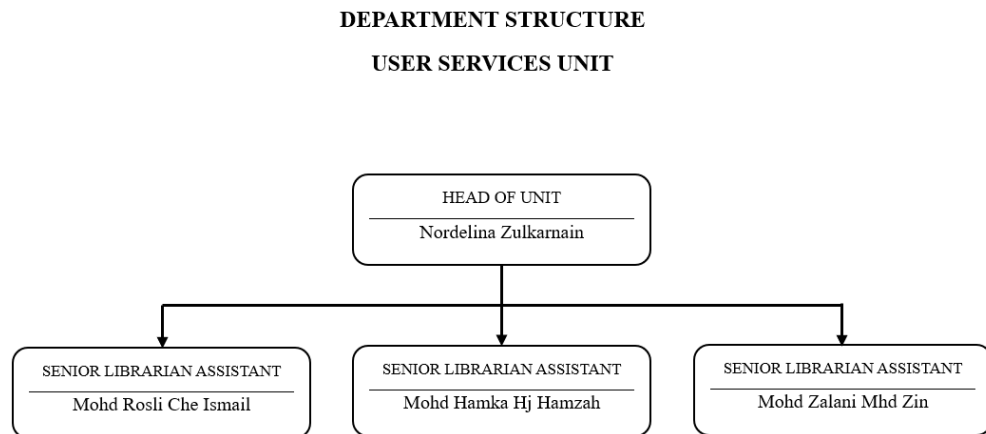 DEPARTMENT STRUCTURE
USER SERVICES UNIT
HEAD OF UNIT
Nordelina Zulkarnain
SENIOR LIBRARIAN ASSISTANT
Mohd Rosli Che Ismail
SENIOR LIBRARIAN ASSISTANT
Mohd Hamka Hj Hamzah
SENIOR LIBRARIAN ASSISTANT
Mohd Zalani Mhd Zin